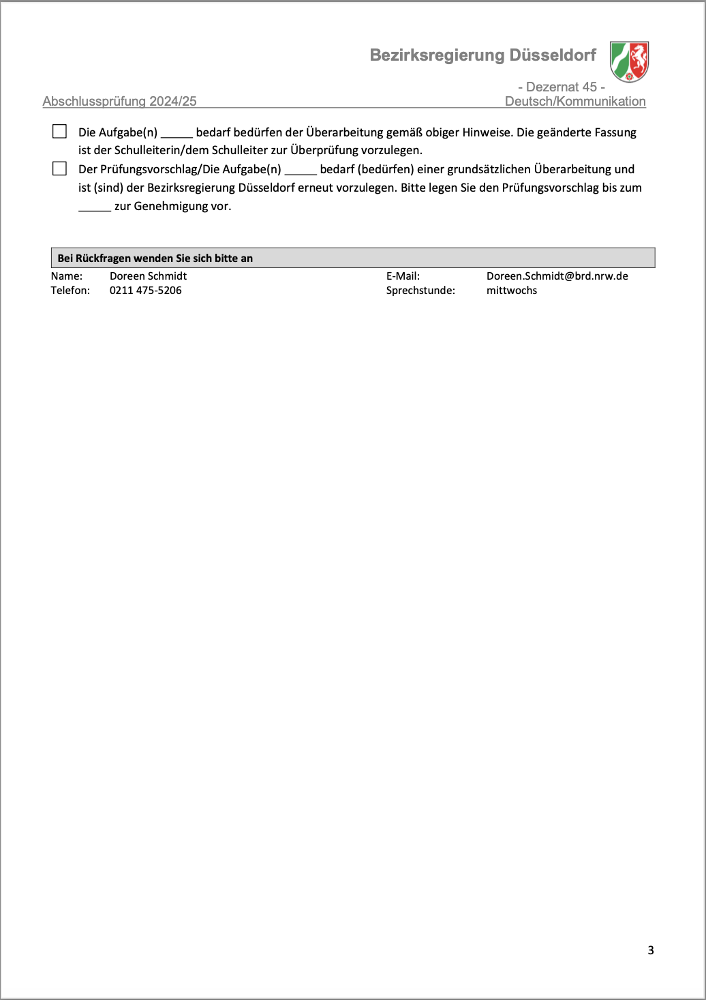 Bezirksregierung Düsseldorf
- Dezernat 45 -
Abschlussprüfung 2024/25 Deutsch/Kommunikation
Die Aufgabe(n) _____ bedarf bedürfen der Überarbeitung gemäß obiger Hinweise. Die geänderte Fassung
ist der Schulleiterin/dem Schulleiter zur Überprüfung vorzulegen.
Der Prüfungsvorschlag/Die Aufgabe(n) _____ bedarf (bedürfen) einer grundsätzlichen Überarbeitung und
ist (sind) der Bezirksregierung Düsseldorf erneut vorzulegen. Bitte legen Sie den Prüfungsvorschlag bis zum
_____ zur Genehmigung vor.
Bei Rückfragen wenden Sie sich bitte an
Name: Doreen Schmidt E-Mail: Doreen.Schmidt@brd.nrw.de
Telefon: 0211 475-5206 Sprechstunde: mittwochs
3